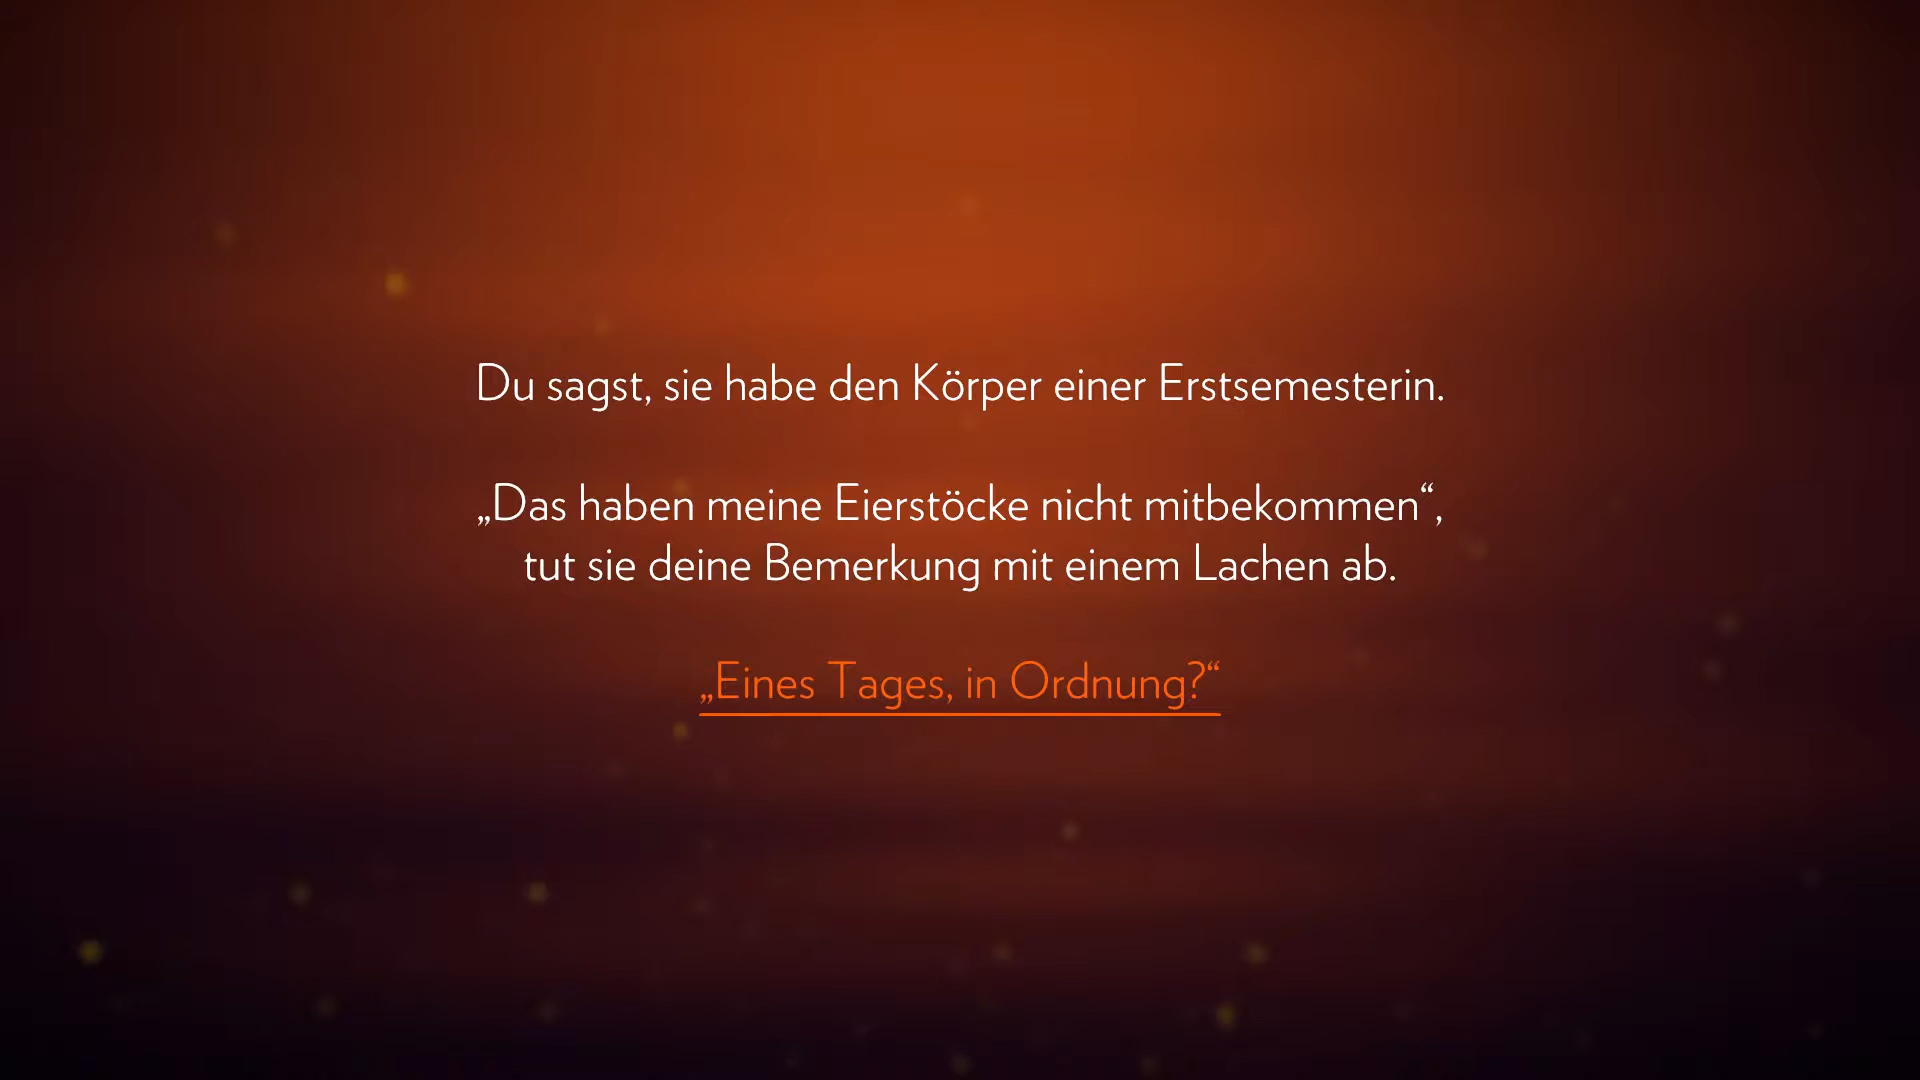 Du sagst, sie habe den Körper einer Erstsemesterin.
„Das haben meine Eierstöcke nicht mitbekommen“,
tut sie deine Bemerkung mit einem Lachen ab.
„Eines Tages, in Ordnung?“